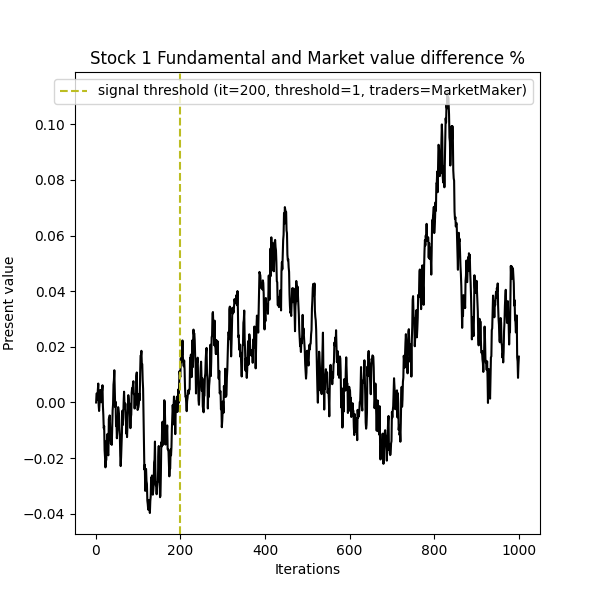 Stock 1 Fundamental and Market value difference %
signal threshold (it=200, threshold=1, traders=MarketMaker)
0.10
0.08
0.06
0.04
0.02
0.00
−0.02
−0.04
Present value
0 200 400 600 800 1000
Iterations